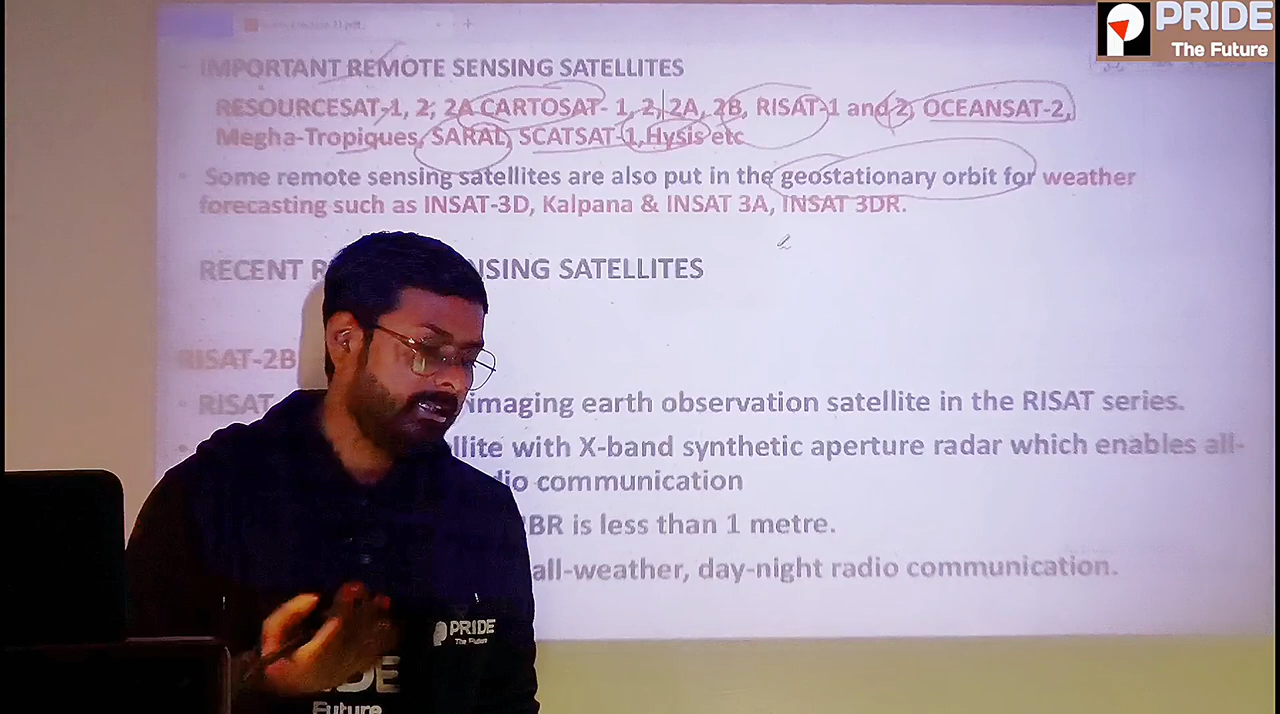 PRIDE
The Future
IMPORTANT REMOTE SENSING SATELLITES
RESOURCESAT-1, 2, 2A CARTOSAT- 1, 2, 2A, 2B, RISAT-1 and 2, OCEANSAT-2,
Megha-Tropiques, SARAL, SCATSAT-1, Hysis etc
• Some remote sensing satellites are also put in the geostationary orbit for weather
forecasting such as INSAT-3D, Kalpana & INSAT 3A, INSAT 3DR.
RECENT NSING SATELLITES
RISAT-2B
• RISAT imaging earth observation satellite in the RISAT series.
• llite with X-band synthetic aperture radar which enables all-
dio communication
BR is less than 1 metre.
all-weather, day-night radio communication.
PRIDE
The Future
DE
Future